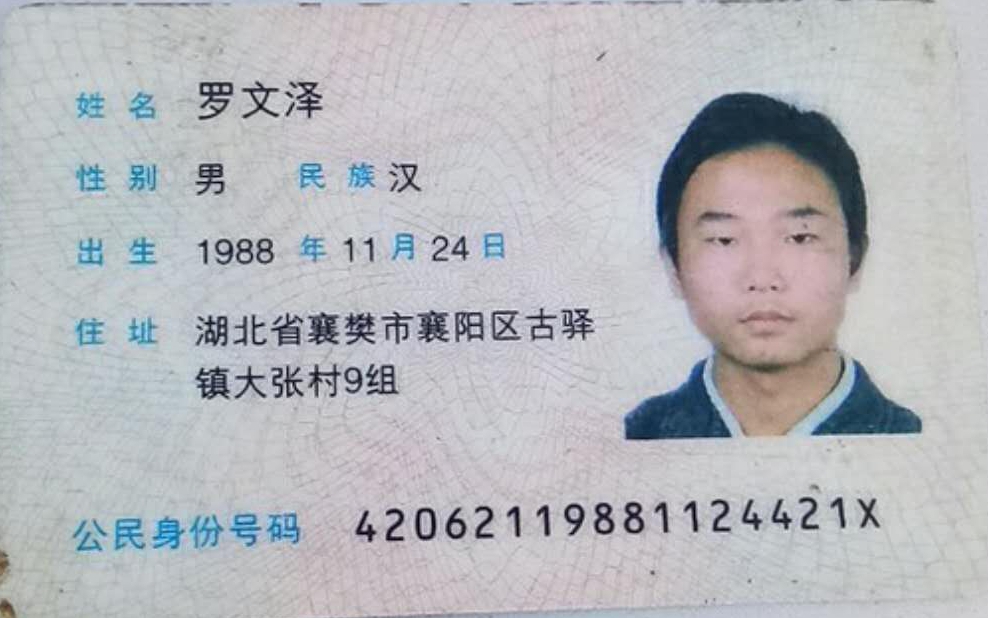 姓名 罗文泽
性别 男 民族 汉
出生 1988 年 11 月 24 日
住址 湖北省襄樊市襄阳区古驿
镇大张村9组
公民身份号码 42062119881124421X